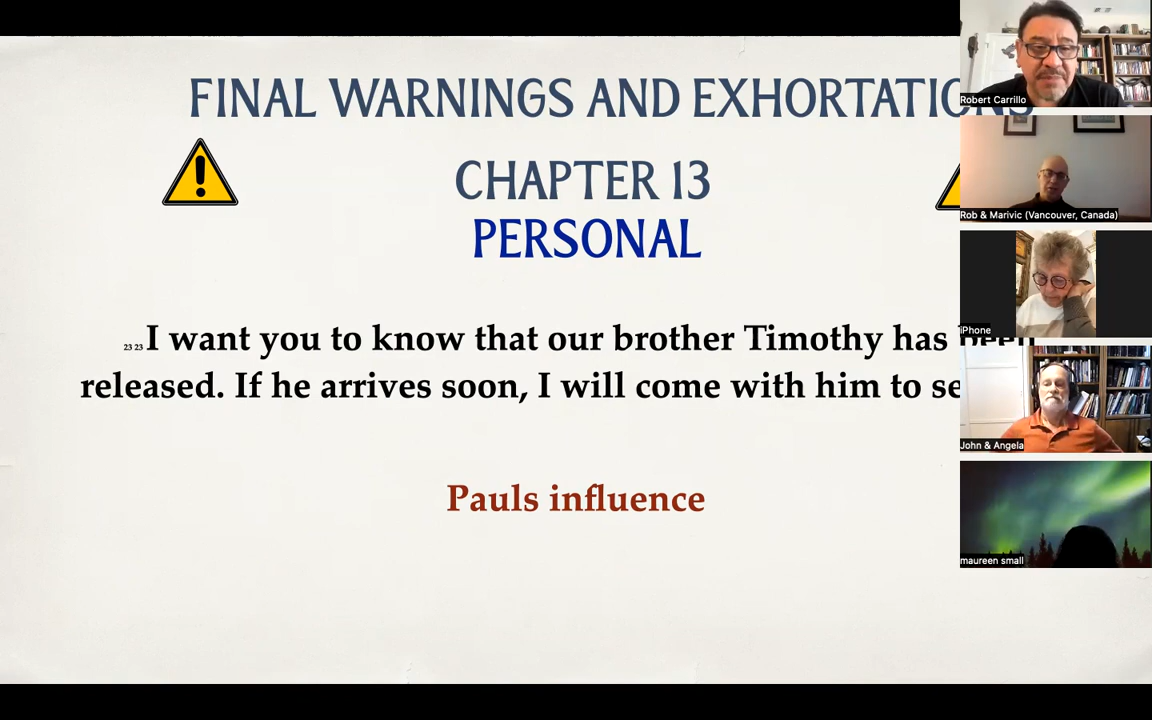 FINAL WARNINGS AND EXHORTATIONS
CHAPTER 13
PERSONAL
23 23 I want you to know that our brother Timothy has been
released. If he arrives soon, I will come with him to se
Pauls influence
Robert Carrillo
Rob & Marivic (Vancouver, Canada)
iPhone
John & Angela
maureen small